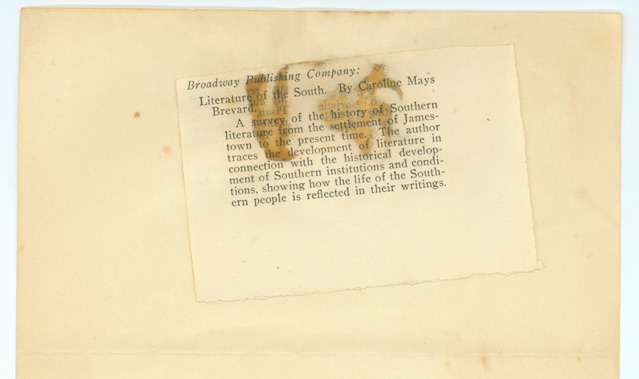 Broadway Publishing Company:
Literature of the South. By Caroline Mays
Brevard.
A survey of the history of Southern
literature from the settlement of James-
town to the present time. The author
traces the development of literature in
connection with the historical develop-
ment of Southern institutions and condi-
tions, showing how the life of the South-
ern people is reflected in their writings.